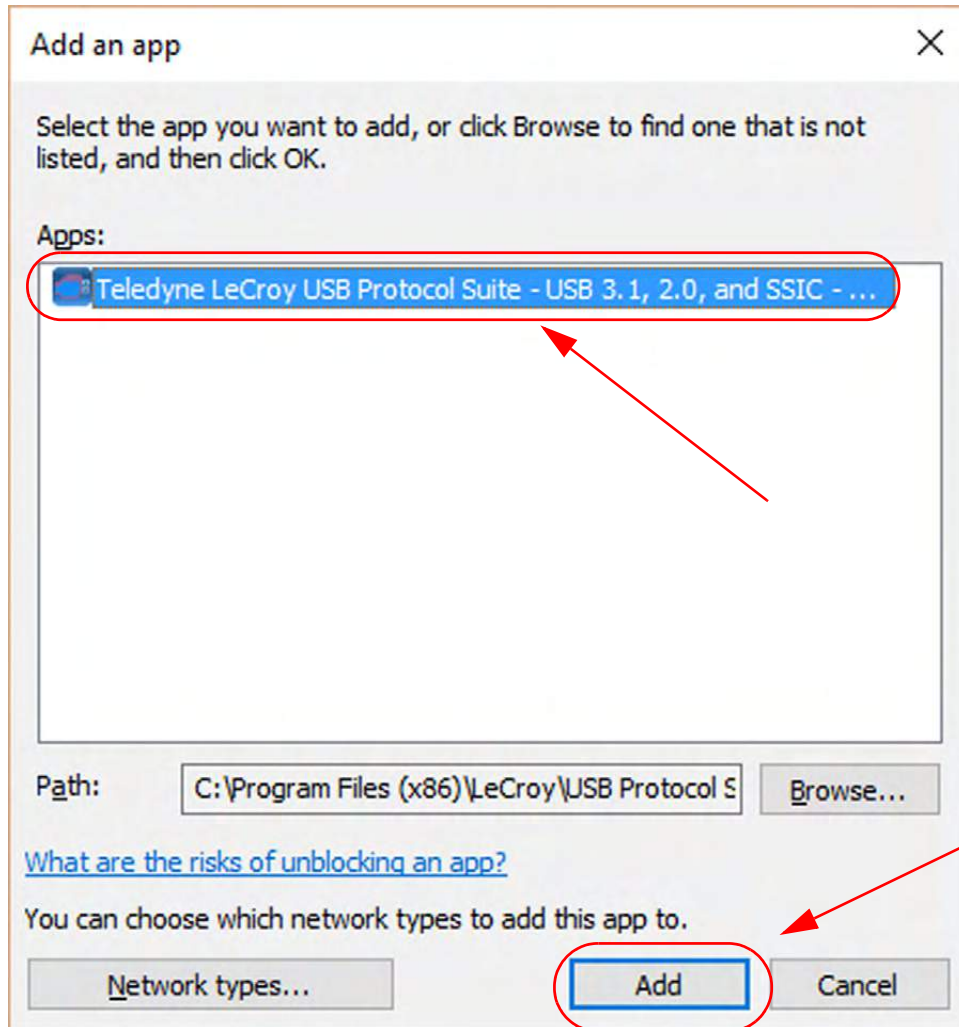 Add an app
Select the app you want to add, or click Browse to find one that is not
listed, and then click OK.
Apps:
Teledyne LeCroy USB Protocol Suite - USB 3.1, 2.0, and SSIC - ...
Path:
C:\Program Files (x86)\LeCroy\USB Protocol S
Browse...
What are the risks of unblocking an app?
You can choose which network types to add this app to.
Network types...
Add
Cancel